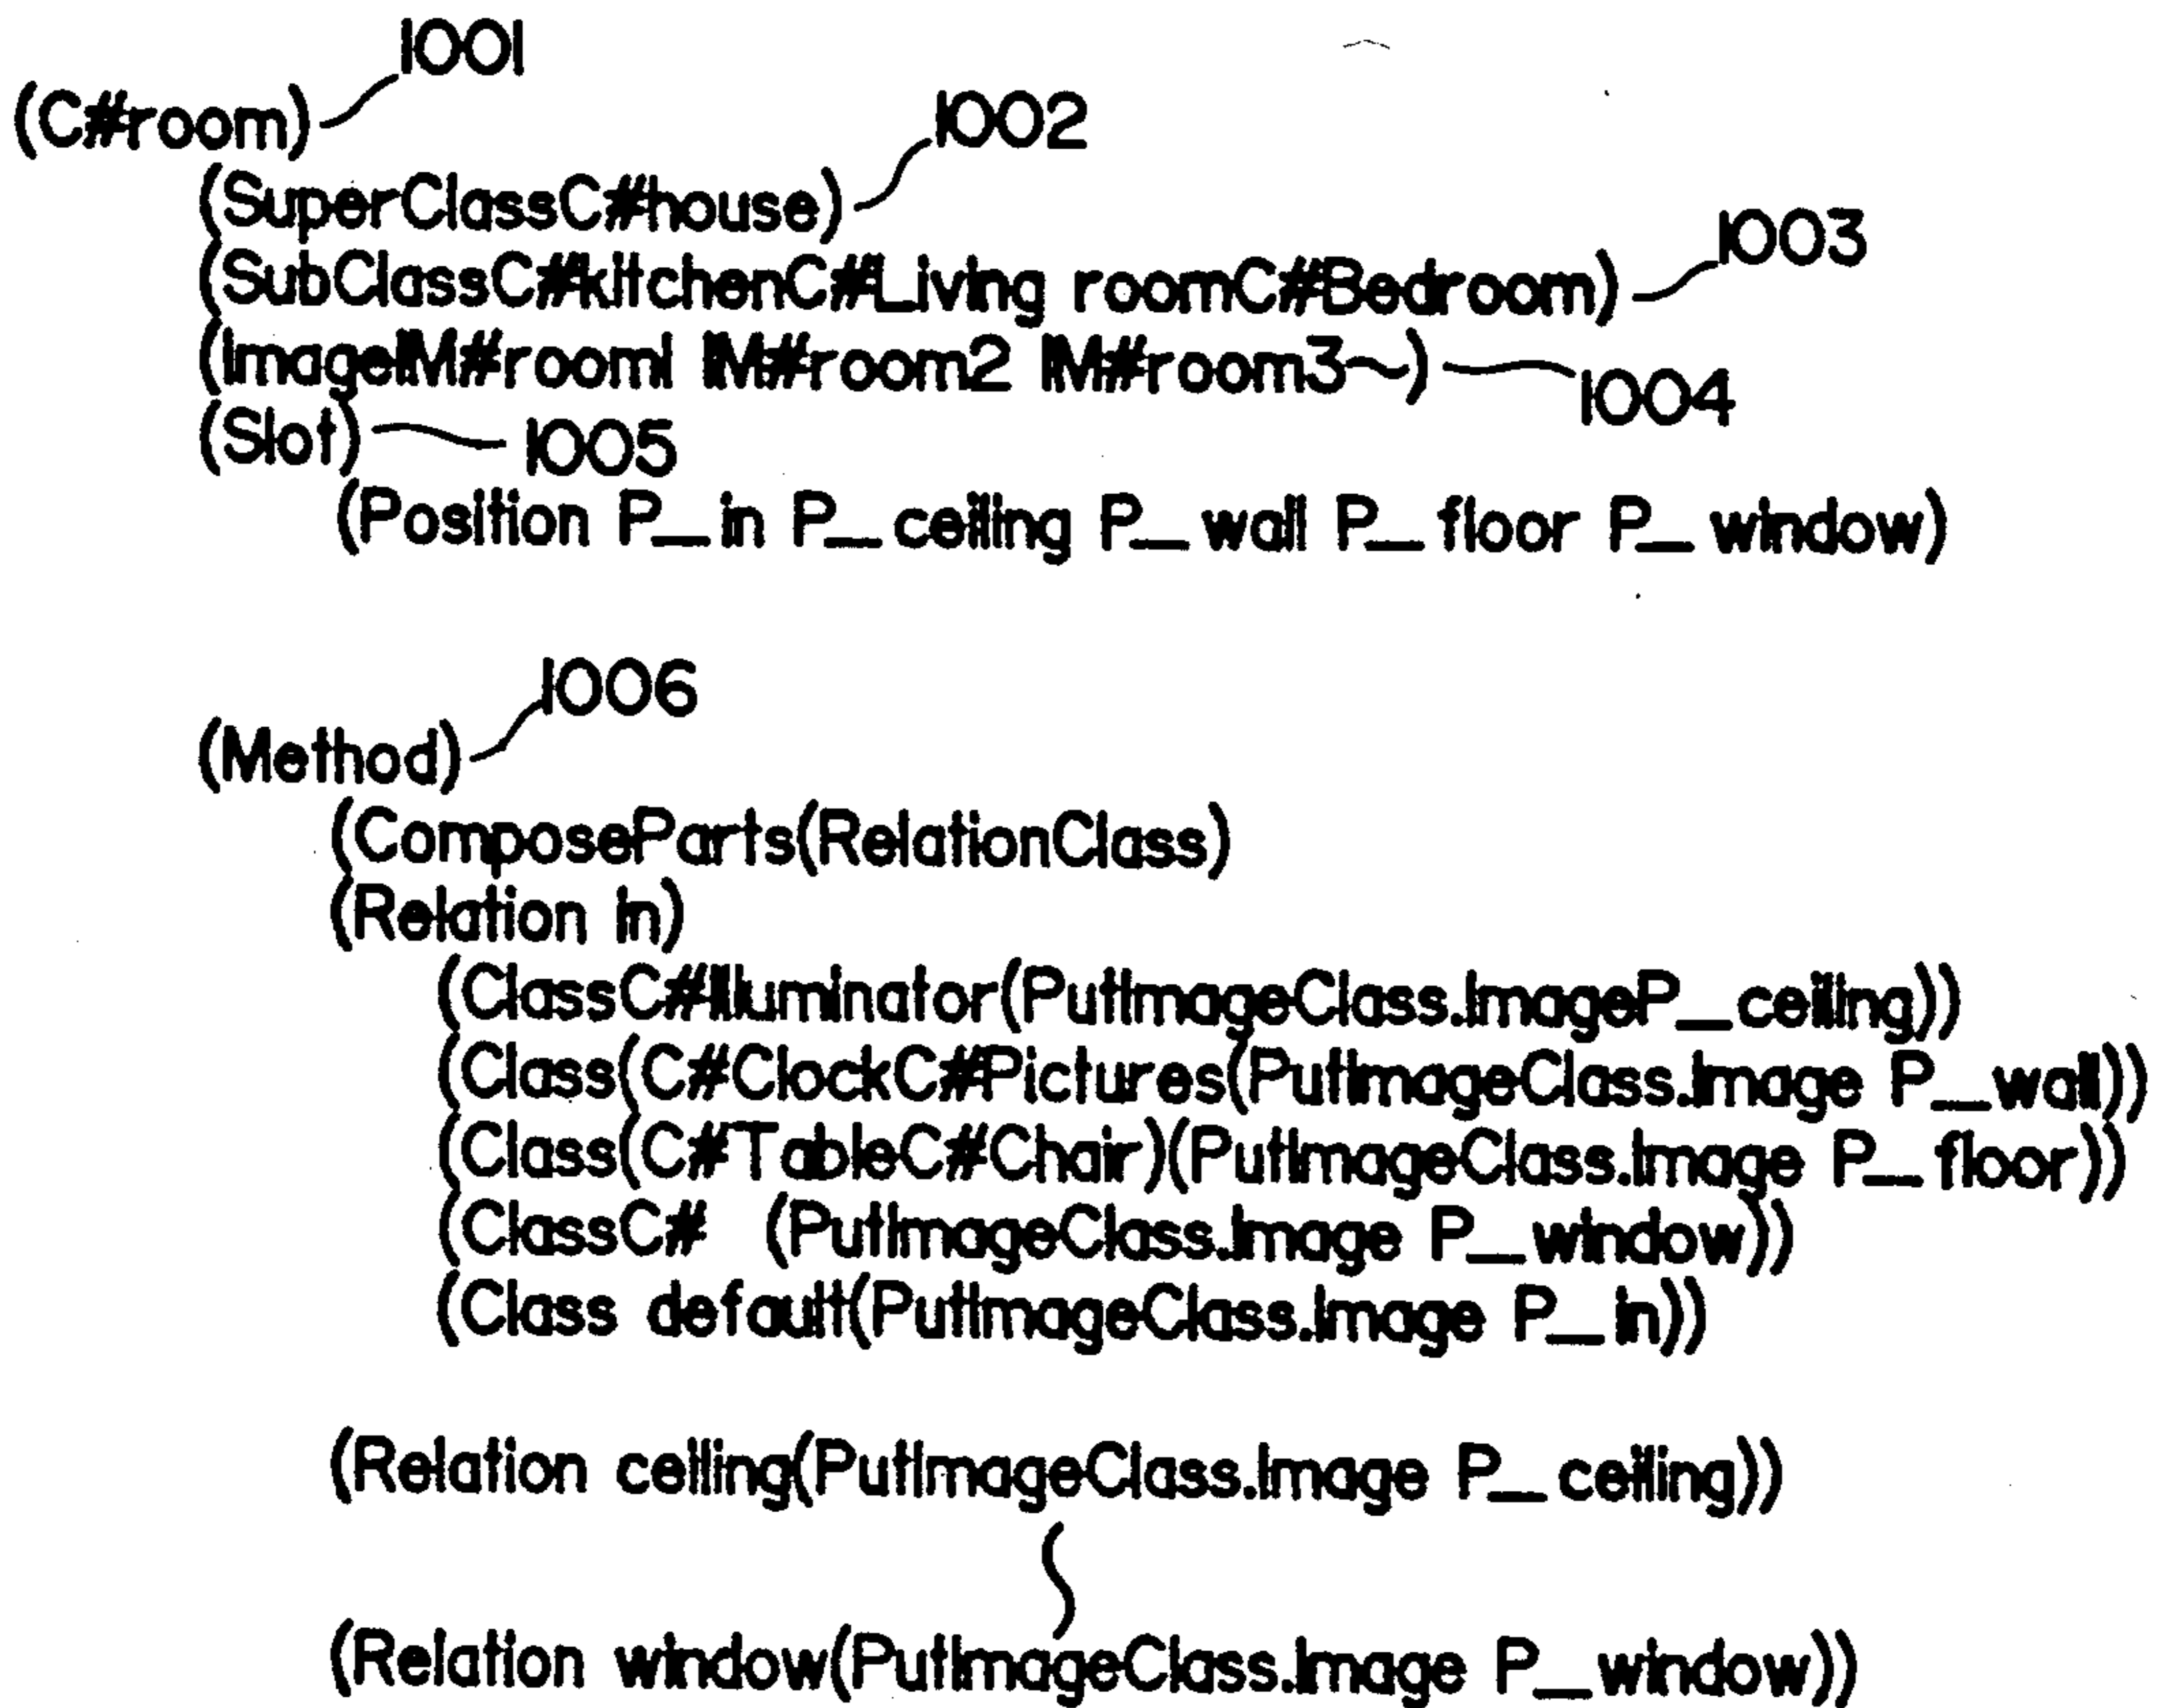 1001
(C#room)
1002
(SuperClassC#house)
1003
(SubClassC#kitchenC#Living roomC#Bedroom)
(ImageIM#room1 IM#room2 IM#room3~)
1004
(Slot)
1005
(Position P_in P_ceiling P_wall P_floor P_window)
1006
(Method)
(ComposeParts(RelationClass)
(Relation in)
(ClassC#Illuminator(PutImageClass.ImageP_ceiling))
(Class(C#ClockC#Pictures(PutImageClass.Image P_wall))
(Class(C#TableC#Chair)(PutImageClass.Image P_floor))
(ClassC# (PutImageClass.Image P_window))
(Class default(PutImageClass.Image P_in))
(Relation ceiling(PutImageClass.Image P_ceiling))
(Relation window(PutImageClass.Image P_window))